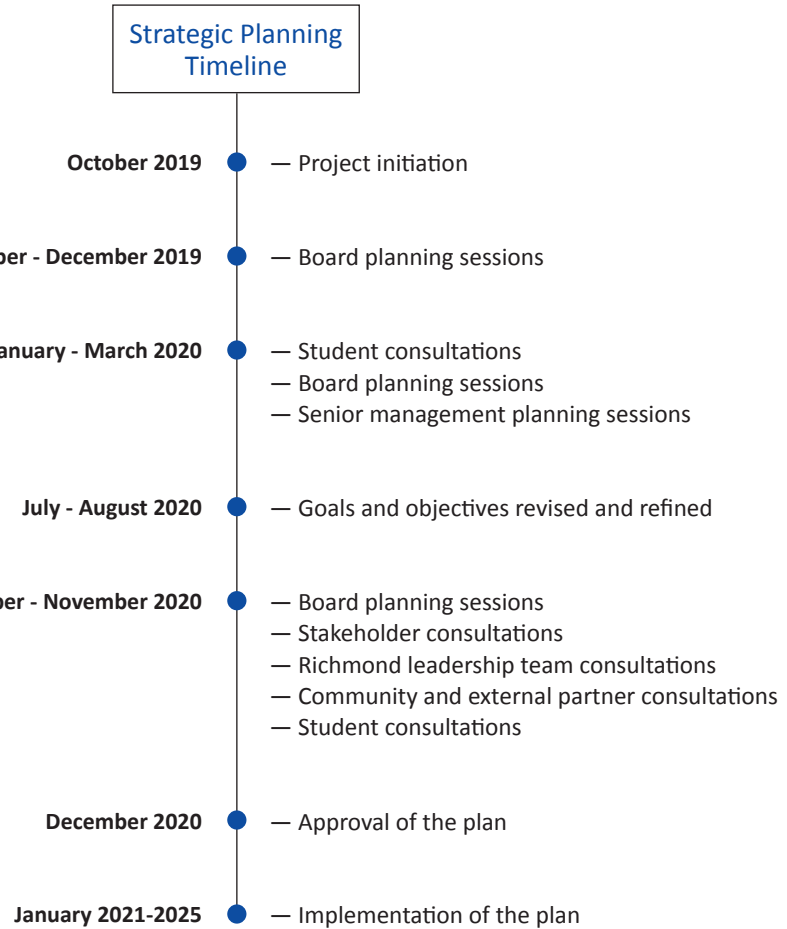 Strategic Planning
Timeline
October 2019
— Project initiation
ber - December 2019
— Board planning sessions
anuary - March 2020
— Student consultations
— Board planning sessions
— Senior management planning sessions
July - August 2020
— Goals and objectives revised and refined
ber - November 2020
— Board planning sessions
— Stakeholder consultations
— Richmond leadership team consultations
— Community and external partner consultations
— Student consultations
December 2020
— Approval of the plan
January 2021-2025
— Implementation of the plan